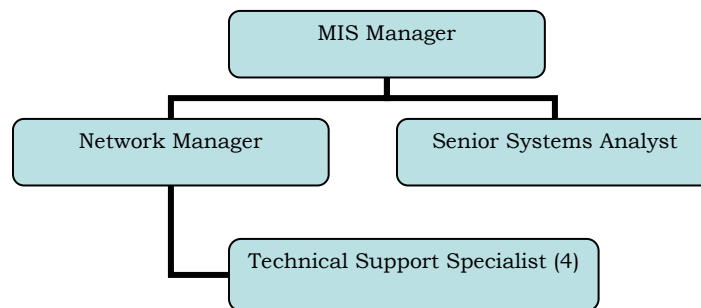 MIS Manager
Network Manager
Senior Systems Analyst
Technical Support Specialist (4)